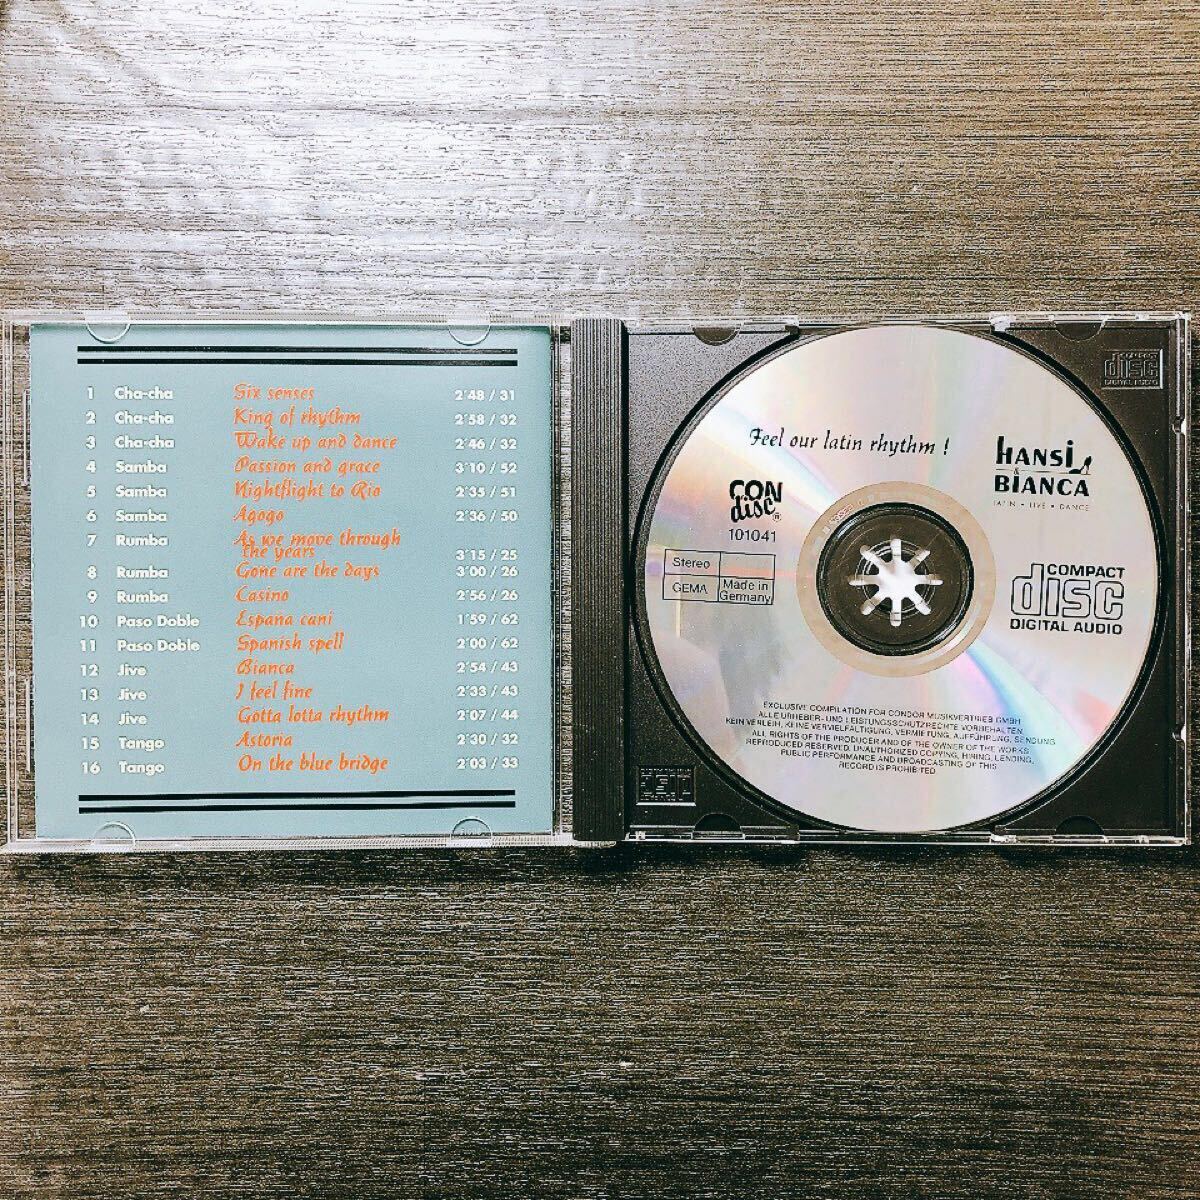 1 Cha-cha Six senses 2'48 / 31
2 Cha-cha King of rhythm 2'58 / 32
3 Cha-cha Wake up and dance 2'46 / 32
4 Samba Passion and grace 3'10 / 52
5 Samba Nightflight to Rio 2'35 / 51
6 Samba Agogo 2'36 / 50
7 Rumba As we move through
the years 3'15 / 25
8 Rumba Gone are the days 3'00 / 26
9 Rumba Casino 2'56 / 26
10 Paso Doble España cani 1'59 / 62
11 Paso Doble Spanish spell 2'00 / 62
12 Jive Bianca 2'54 / 43
13 Jive I feel fine 2'33 / 43
14 Jive Gotta lotta rhythm 2'07 / 44
15 Tango Astoria 2'30 / 32
16 Tango On the blue bridge 2'03 / 33
COMPACT
disc
Feel our latin rhythm !
HANSI
&
BIANCA
LATIN • LIVE • DANCE
CON
disc®
101041
Stereo
GEMA Made in
Germany
COMPACT
disc
DIGITAL AUDIO
EXCLUSIVE COMPILATION FOR CONDOR MUSIKVERTRIEB GMBH
ALLE URHEBER- UND LEISTUNGSSCHUTZRECHTE VORBEHALTEN.
KEIN VERLEIH, KEINE VERVIELFÄLTIGUNG, VERMIETUNG, AUFFÜHRUNG, SENDUNG
ALL RIGHTS OF THE PRODUCER AND OF THE OWNER OF THE WORKS
REPRODUCED RESERVED. UNAUTHORIZED COPYING, HIRING, LENDING,
PUBLIC PERFORMANCE AND BROADCASTING OF THIS
RECORD IS PROHIBITED